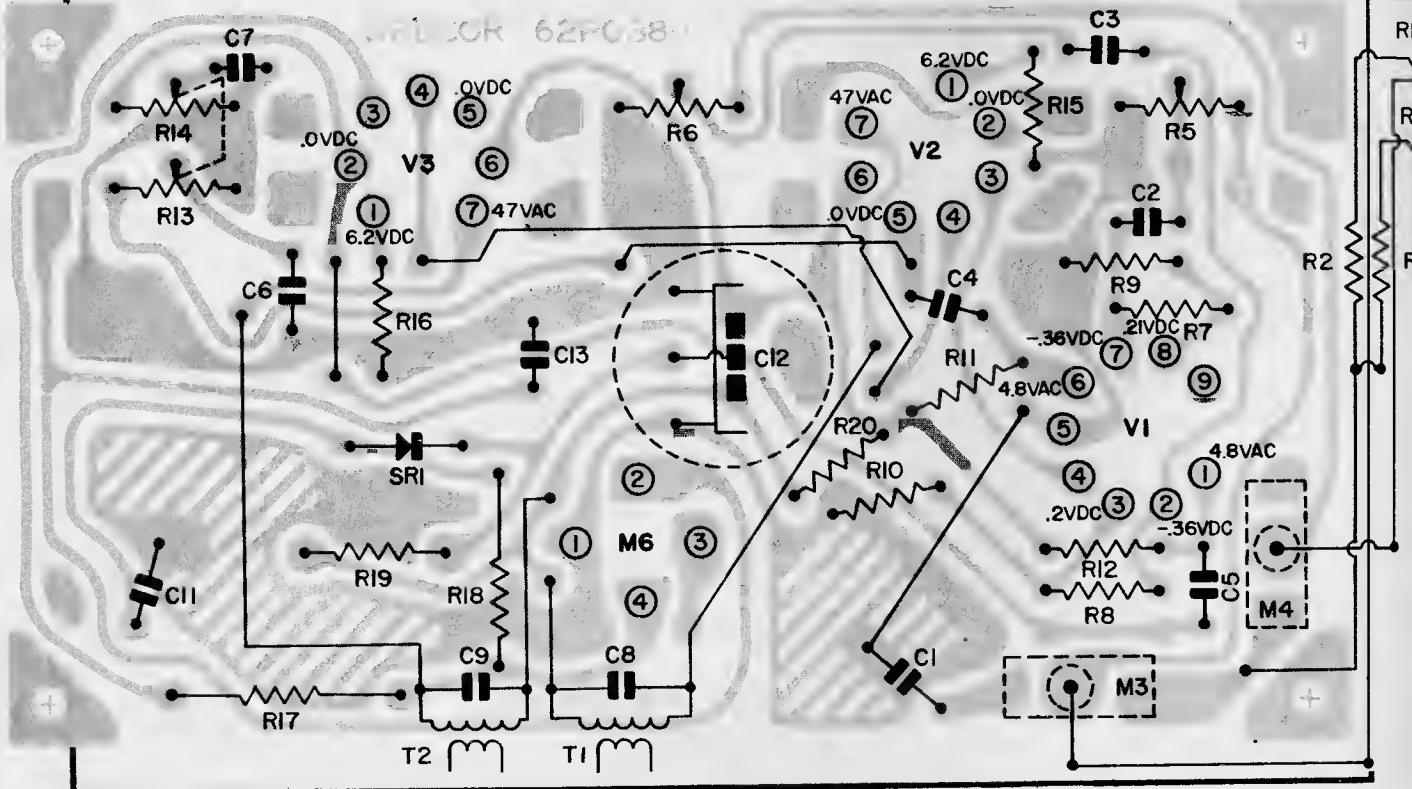 C7
62P038
C3
R1
6.2VDC
.0VDC
R14
R13
3
4
5
.0VDC
2
V3
6
1
7
47VAC
6.2VDC
R6
47VAC
7
1
.0VDC
2
R15
V2
6
3
.0VDC
5
4
R5
R
C2
R9
R2
R
C6
R16
C13
C12
C4
R11
.21VDC
R7
-.36VDC
7
8
4.8VAC
6
9
5
V1
4
3
2
1
4.8VAC
.2VDC
-.36VDC
R20
R10
SR1
2
1
M6
3
4
R19
R18
C11
R12
R8
C5
M4
C9
C8
C1
M3
R17
T2
T1